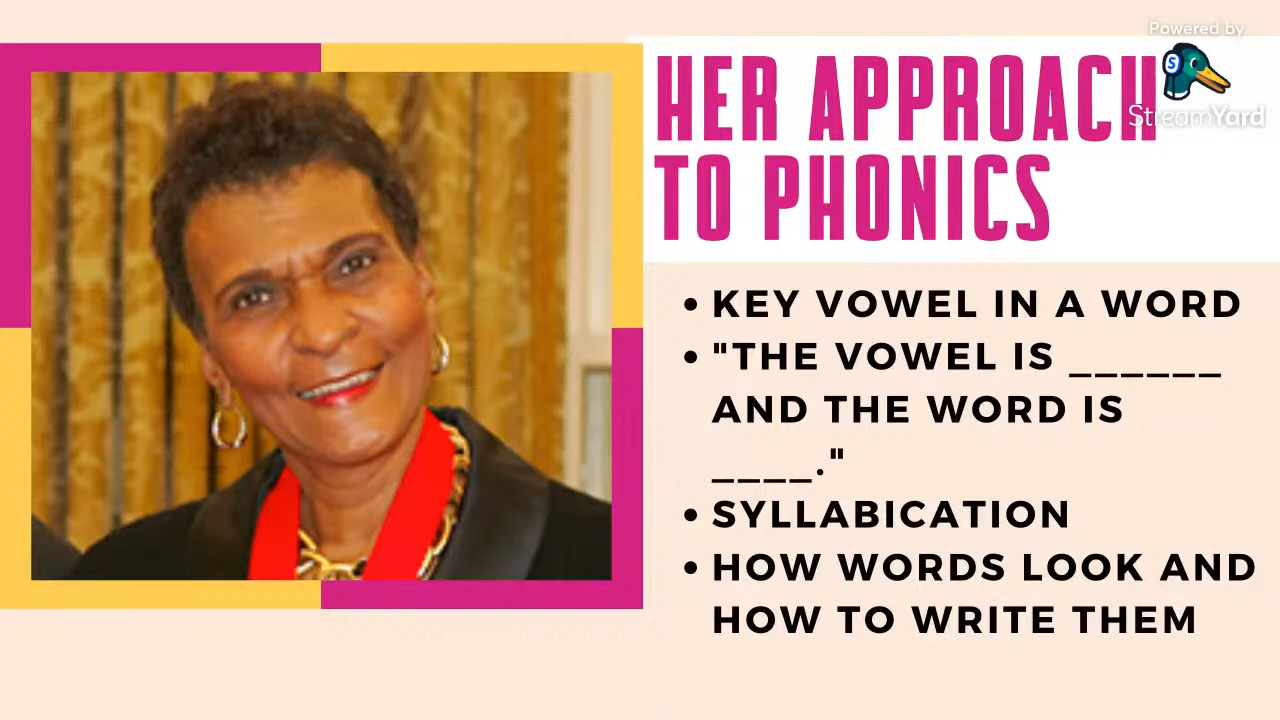 Powered by
S
StreamYard
HER APPROACH
TO PHONICS
• KEY VOWEL IN A WORD
• "THE VOWEL IS ______
AND THE WORD IS
____."
• SYLLABICATION
• HOW WORDS LOOK AND
HOW TO WRITE THEM